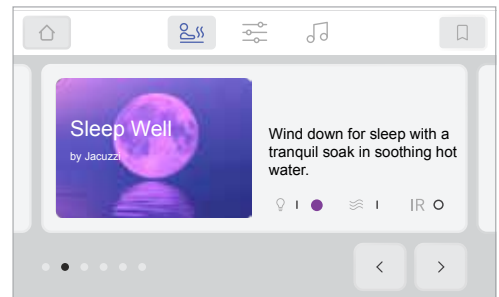 Sleep Well
by Jacuzzi
Wind down for sleep with a
tranquil soak in soothing hot
water.
I
I
IR O